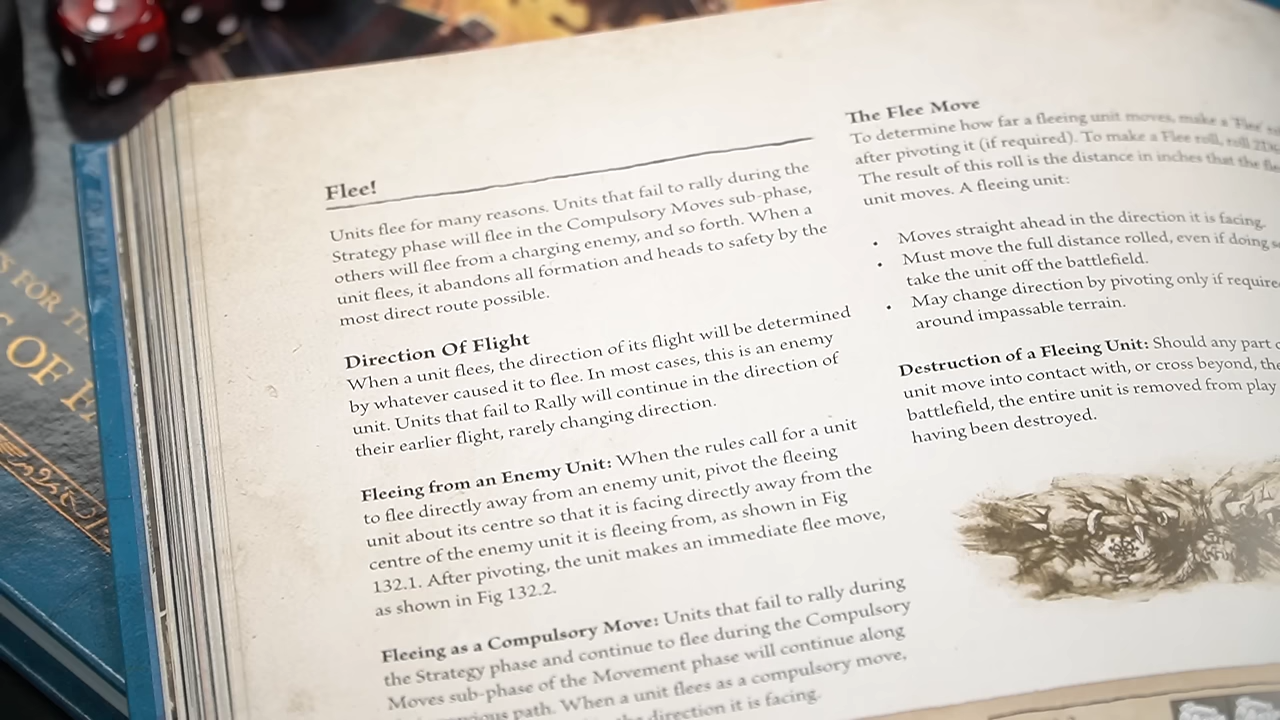 Flee!
Units flee for many reasons. Units that fail to rally during the
Strategy phase will flee in the Compulsory Moves sub-phase,
others will flee from a charging enemy, and so forth. When a
unit flees, it abandons all formation and heads to safety by the
most direct route possible.
Direction Of Flight
When a unit flees, the direction of its flight will be determined
by whatever caused it to flee. In most cases, this is an enemy
unit. Units that fail to Rally will continue in the direction of
their earlier flight, rarely changing direction.
Fleeing from an Enemy Unit: When the rules call for a unit
to flee directly away from an enemy unit, pivot the fleeing
unit about its centre so that it is facing directly away from the
centre of the enemy unit it is fleeing from, as shown in Fig
132.1. After pivoting, the unit makes an immediate flee move,
as shown in Fig 132.2.
Fleeing as a Compulsory Move: Units that fail to rally during
the Strategy phase and continue to flee during the Compulsory
Moves sub-phase of the Movement phase will continue along
path. When a unit flees as a compulsory move,
direction it is facing.
The Flee Move
To determine how far a fleeing unit moves, make a 'Flee'
after pivoting it (if required). To make a Flee roll, roll
The result of this roll is the distance in inches that the
unit moves. A fleeing unit:
• Moves straight ahead in the direction it is facing.
• Must move the full distance rolled, even if doing
take the unit off the battlefield.
• May change direction by pivoting only if
around impassable terrain.
Destruction of a Fleeing Unit: Should any part
unit move into contact with, or cross beyond, the
battlefield, the entire unit is removed from play
having been destroyed.
S FOR TH
OF